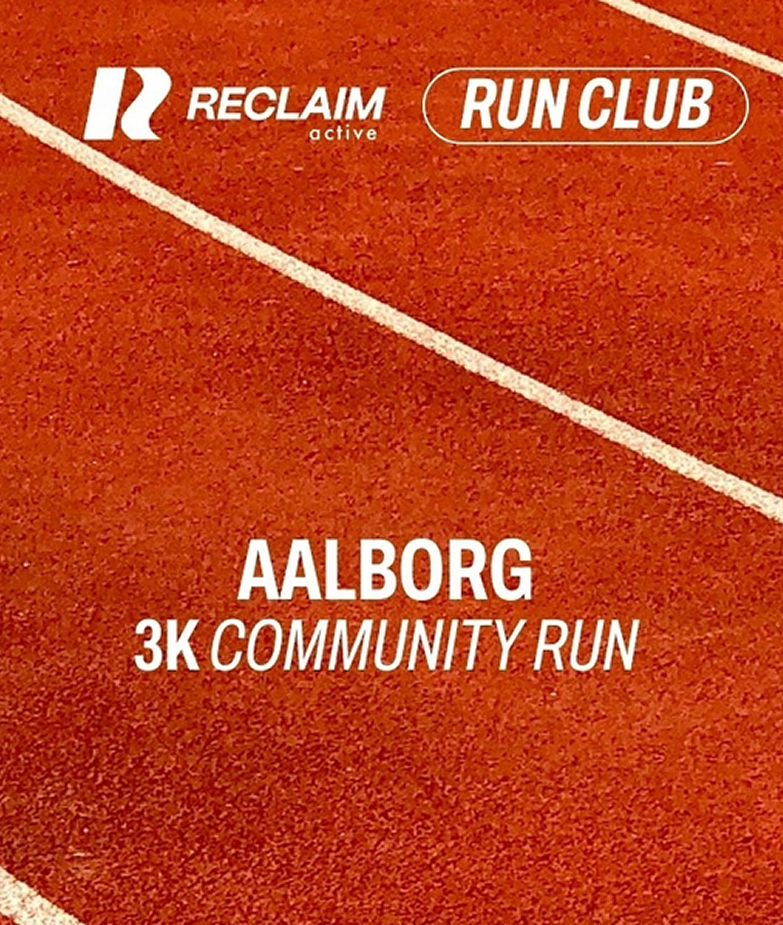 RECLAIM
active
RUN CLUB
AALBORG
3K COMMUNITY RUN